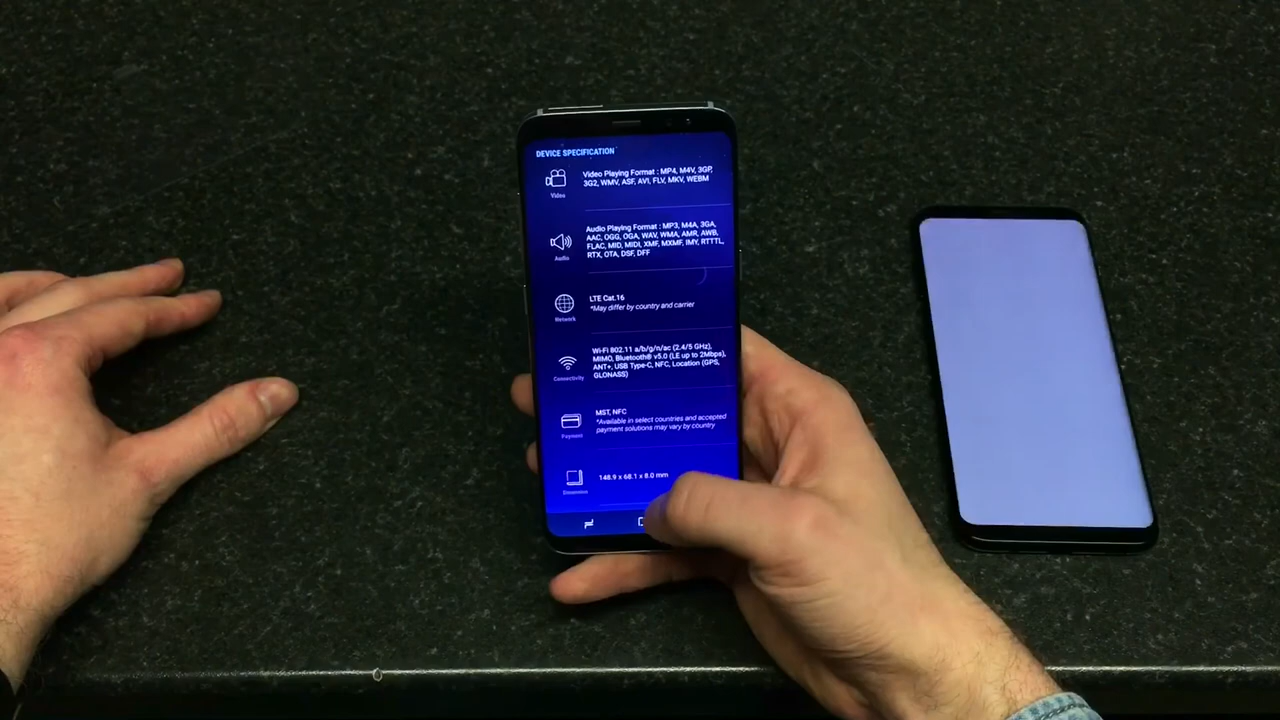 DEVICE SPECIFICATION
Video Playing Format : MP4, M4V, 3GP,
3G2, WMV, ASF, AVI, FLV, MKV, WEBM
Video
Audio Playing Format : MP3, M4A, 3GA,
AAC, OGG, OGA, WAV, WMA, AMR, AWB,
FLAC, MID, MIDI, XMF, MXMF, IMY, RTTTL,
RTX, OTA, DSF, DFF
Audio
LTE Cat.16
*May differ by country and carrier
Network
Wi-Fi 802.11 a/b/g/n/ac (2.4/5 GHz),
MIMO, Bluetooth® v5.0 (LE up to 2Mbps),
ANT+, USB Type-C, NFC, Location (GPS,
GLONASS)
Connectivity
MST, NFC
*Available in select countries and accepted
payment solutions may vary by country
Payment
148.9 x 68.1 x 8.0 mm
Dimensions